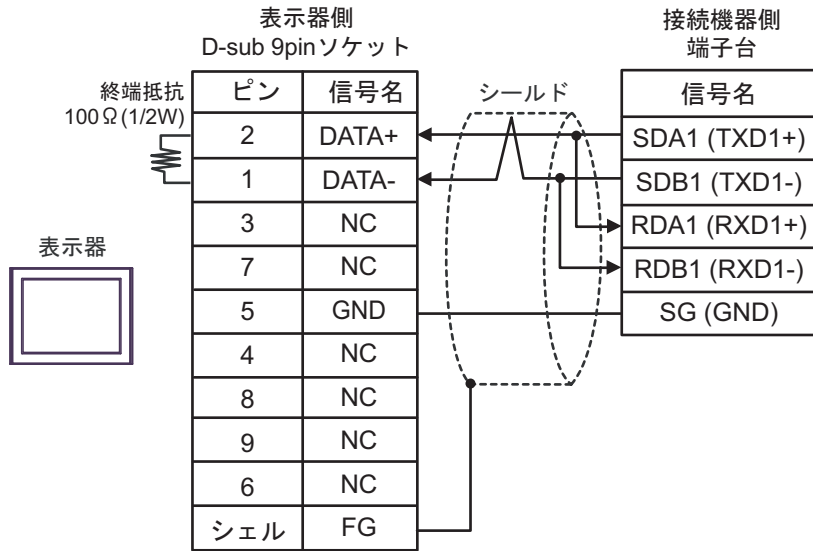 表示器側
D-sub 9pinソケット
接続機器側
端子台
終端抵抗
100Ω(1/2W)
ピン 信号名
シールド
信号名
2 DATA+
SDA1 (TXD1+)
1 DATA-
SDB1 (TXD1-)
3 NC
RDA1 (RXD1+)
表示器
7 NC
RDB1 (RXD1-)
5 GND
SG (GND)
4 NC
8 NC
9 NC
6 NC
シェル FG